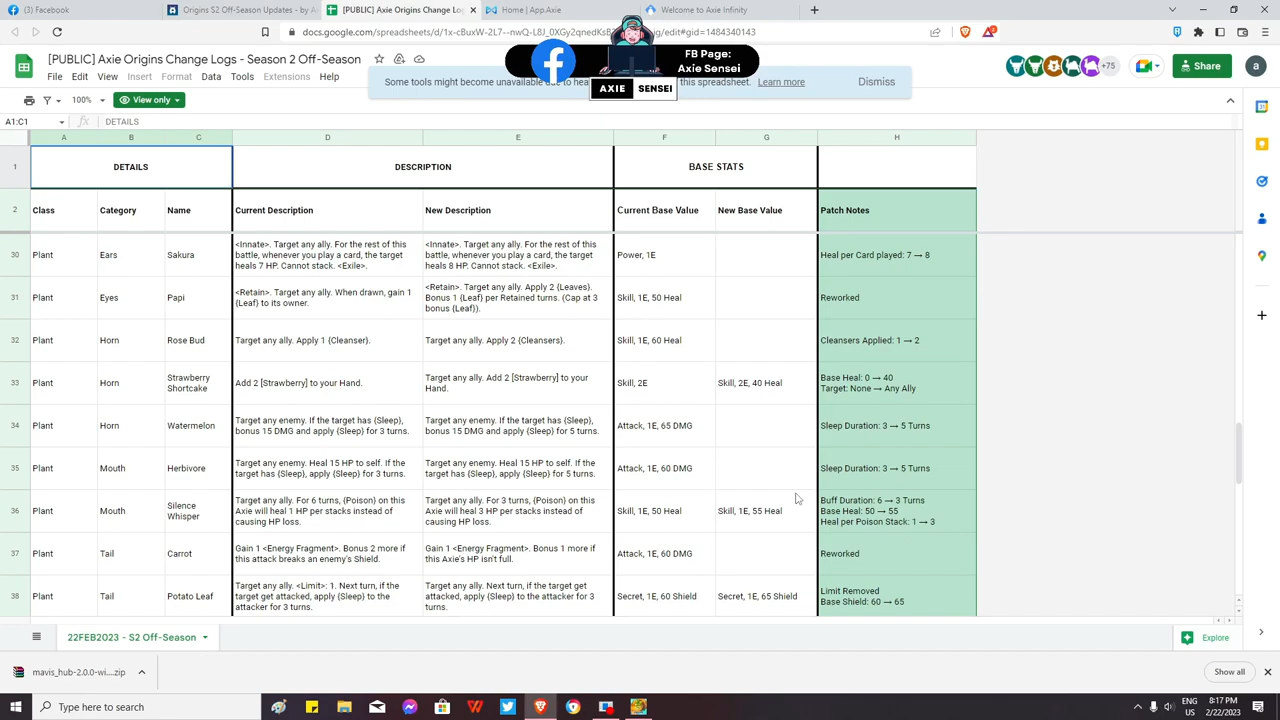 Facebook
Origins S2 Off-Season Updates - by A
[PUBLIC] Axie Origins Change Logs
Home | App.Axie
Welcome to Axie Infinity
docs.google.com/spreadsheets/d/1x-cBuxW-2L7--nwQ-L8J_0XGy2qnedKsB
g/edit#gid=1484340143
[PUBLIC] Axie Origins Change Logs - Season 2 Off-Season
File Edit View Insert Format Data Tools Extensions Help
FB Page:
Axie Sensei
AXIE SENSEI
+75
Share
a
Some tools might become unavailable due to hea
this spreadsheet. Learn more
Dismiss
100%
View only
A1:C1
DETAILS
A B C D E F G H
1 DETAILS DESCRIPTION BASE STATS
2 Class Category Name Current Description New Description Current Base Value New Base Value Patch Notes
30 Plant Ears Sakura
<Innate>. Target any ally. For the rest of this
battle, whenever you play a card, the target
heals 7 HP. Cannot stack. <Exile>.
<Innate>. Target any ally. For the rest of this
battle, whenever you play a card, the target
heals 8 HP. Cannot stack. <Exile>.
Power, 1E
Heal per Card played: 7 → 8
31 Plant Eyes Papi
<Retain>. Target any ally. When drawn, gain 1
{Leaf} to its owner.
<Retain>. Target any ally. Apply 2 {Leaves}.
Bonus 1 {Leaf} per Retained turns. (Cap at 3
bonus {Leaf}).
Skill, 1E, 50 Heal
Reworked
32 Plant Horn Rose Bud
Target any ally. Apply 1 {Cleanser}.
Target any ally. Apply 2 {Cleansers}.
Skill, 1E, 60 Heal
Cleansers Applied: 1 → 2
33 Plant Horn
Strawberry
Shortcake
Add 2 [Strawberry] to your Hand.
Target any ally. Add 2 [Strawberry] to your
Hand.
Skill, 2E
Skill, 2E, 40 Heal
Base Heal: 0 → 40
Target: None → Any Ally
34 Plant Horn Watermelon
Target any enemy. If the target has {Sleep},
bonus 15 DMG and apply {Sleep} for 3 turns.
Target any enemy. If the target has {Sleep},
bonus 15 DMG and apply {Sleep} for 5 turns.
Attack, 1E, 65 DMG
Sleep Duration: 3 → 5 Turns
35 Plant Mouth Herbivore
Target any enemy. Heal 15 HP to self. If the
target has {Sleep}, apply {Sleep} for 3 turns.
Target any enemy. Heal 15 HP to self. If the
target has {Sleep}, apply {Sleep} for 5 turns.
Attack, 1E, 60 DMG
Sleep Duration: 3 → 5 Turns
36 Plant Mouth
Silence
Whisper
Target any ally. For 6 turns, {Poison} on this
Axie will heal 1 HP per stacks instead of
causing HP loss.
Target any ally. For 3 turns, {Poison} on this
Axie will heal 3 HP per stacks instead of
causing HP loss.
Skill, 1E, 50 Heal
Skill, 1E, 55 Heal
Buff Duration: 6 → 3 Turns
Base Heal: 50 → 55
Heal per Poison Stack: 1 → 3
37 Plant Tail Carrot
Gain 1 <Energy Fragment>. Bonus 2 more if
this attack breaks an enemy's Shield.
Gain 1 <Energy Fragment>. Bonus 1 more if
this Axie's HP isn't full.
Attack, 1E, 60 DMG
Reworked
38 Plant Tail Potato Leaf
Target any ally. <Limit>: 1. Next turn, if the
target get attacked, apply {Sleep} to the
attacker for 3 turns.
Target any ally. Next turn, if the target get
attacked, apply {Sleep} to the attacker for 3
turns.
Secret, 1E, 60 Shield
Secret, 1E, 65 Shield
Limit Removed
Base Shield: 60 → 65
22FEB2023 - S2 Off-Season
Explore
mavis_hub-2.0.0-wi....zip
Show all
Type here to search
ENG
US
8:17 PM
2/22/2023